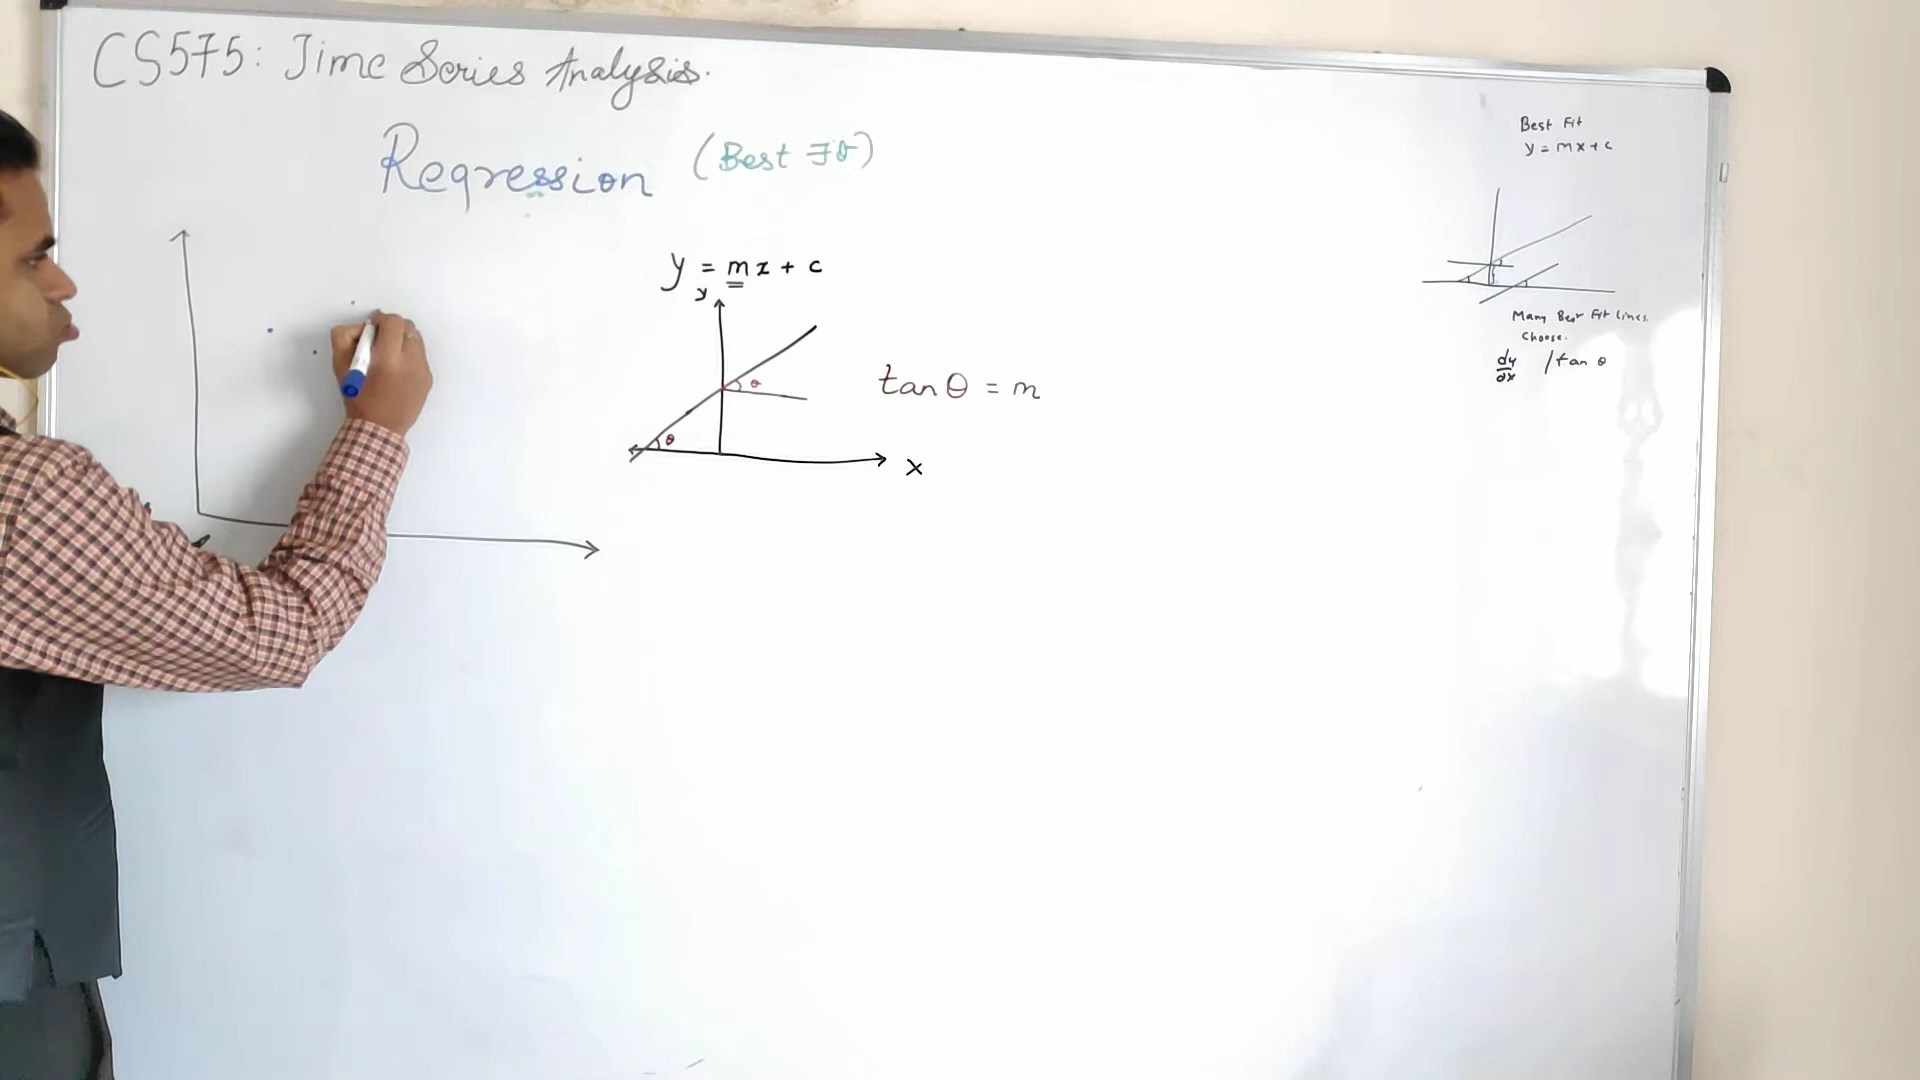 CS575: Time Series Analysis.
Regression (Best Fit)
y = mx + c
y
θ
θ
x
tan θ = m
Best Fit
y = mx + c
Many Best Fit Lines.
Choose.
dy/dx / tan θ